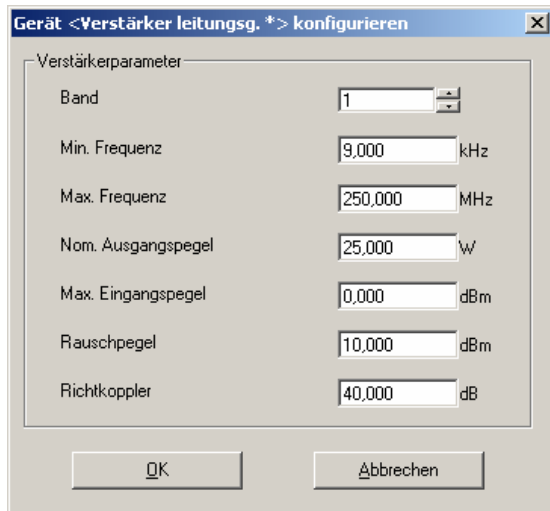 Gerät <Verstärker leitungsg. *> konfigurieren
Verstärkerparameter
Band 1
Min. Frequenz 9,000 kHz
Max. Frequenz 250,000 MHz
Nom. Ausgangspegel 25,000 W
Max. Eingangspegel 0,000 dBm
Rauschpegel 10,000 dBm
Richtkoppler 40,000 dB
OK Abbrechen